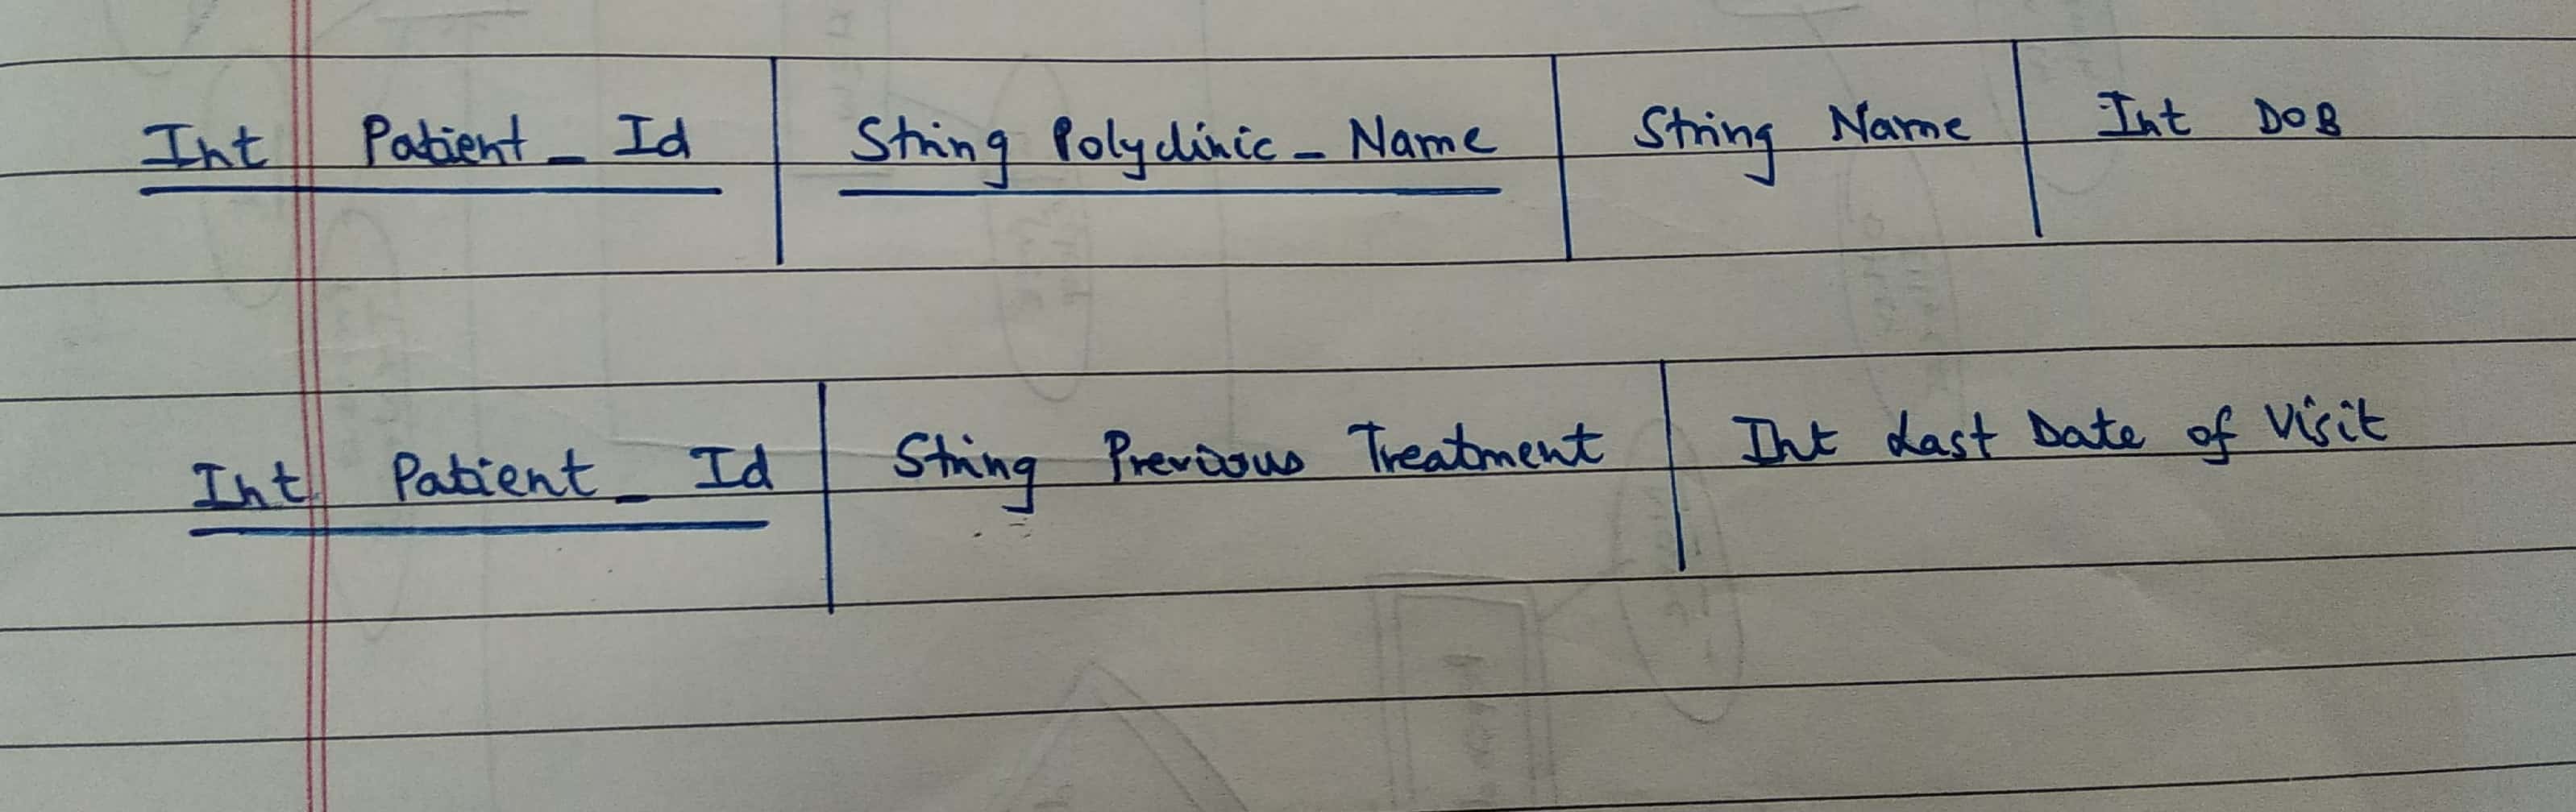 Int Patient_Id String Polyclinic_Name String Name Int DOB
Int Patient_Id String Previous Treatment Int Last Date of Visit